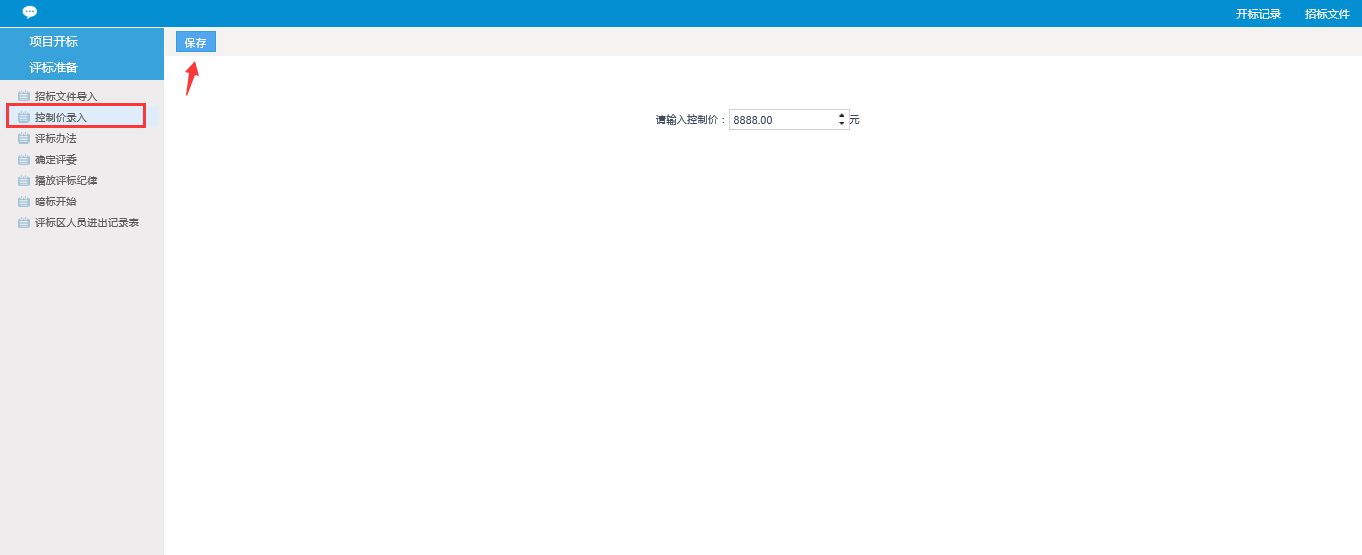 开标记录 招标文件
项目开标
评标准备
招标文件导入
控制价录入
评标办法
确定评委
播放评标纪律
暗标开始
评标区人员进出记录表
保存
请输入控制价：8888.00元